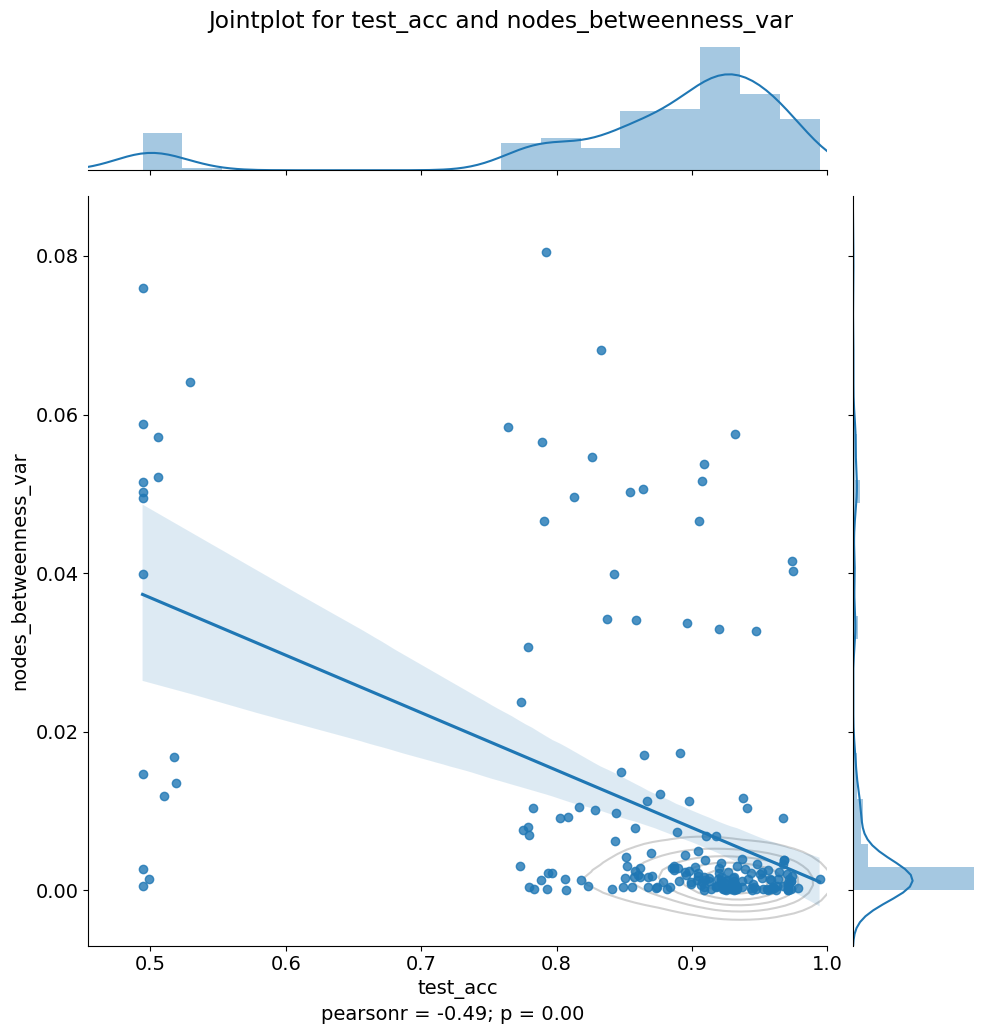 Jointplot for test_acc and nodes_betweenness_var
0.08
0.06
0.04
0.02
0.00
nodes_betweenness_var
0.5 0.6 0.7 0.8 0.9 1.0
test_acc
pearsonr = -0.49; p = 0.00